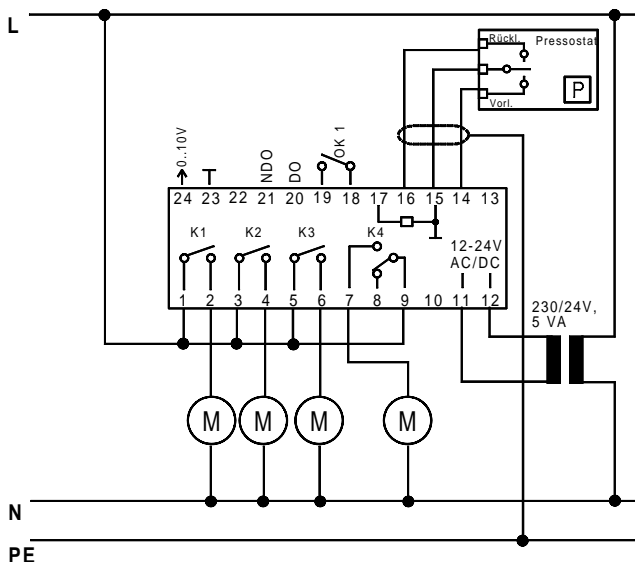 L
Rückl. Pressostat
P
Vorl.
0..10V NDO DO OK 1
24 23 22 21 20 19 18 17 16 15 14 13
K1 K2 K3 K4
12-24V
AC/DC
1 2 3 4 5 6 7 8 9 10 11 12
230/24V,
5 VA
M M M M
N
PE